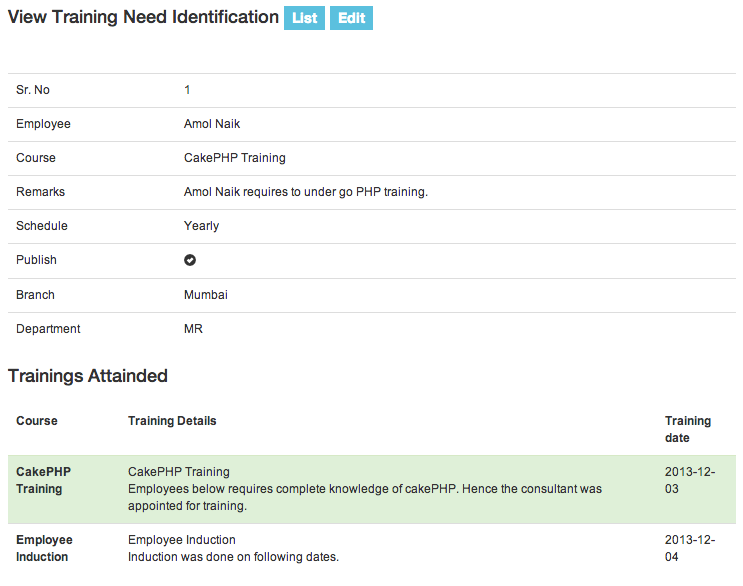 View Training Need Identification List Edit
Sr. No 1
Employee Amol Naik
Course CakePHP Training
Remarks Amol Naik requires to under go PHP training.
Schedule Yearly
Publish
Branch Mumbai
Department MR
Trainings Attainded
Course Training Details Training
date
CakePHP CakePHP Training 2013-12-
Training Employees below requires complete knowledge of cakePHP. Hence the consultant was 03
appointed for training.
Employee Employee Induction 2013-12-
Induction Induction was done on following dates. 04